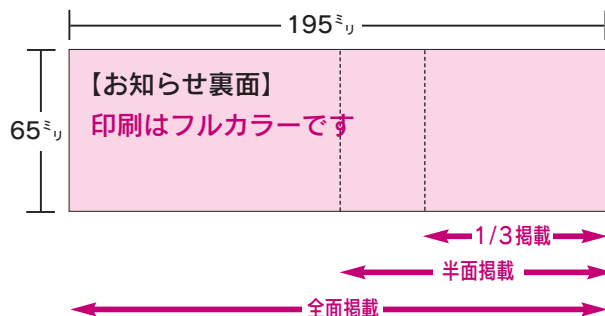 195ミリ
【お知らせ裏面】
65ミリ
印刷はフルカラーです
1/3掲載
半面掲載
全面掲載